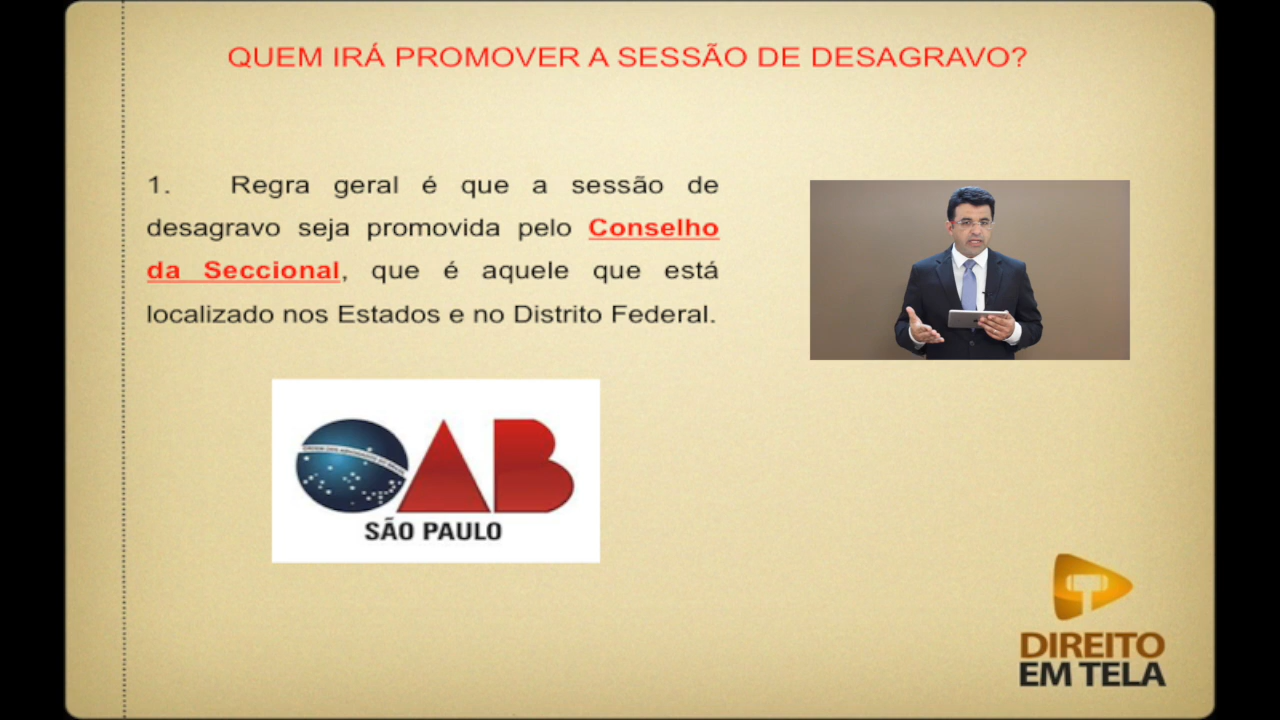 QUEM IRÁ PROMOVER A SESSÃO DE DESAGRAVO?
1. Regra geral é que a sessão de
desagravo seja promovida pelo Conselho
da Seccional, que é aquele que está
localizado nos Estados e no Distrito Federal.
OAB
SÃO PAULO
DIREITO
EM TELA